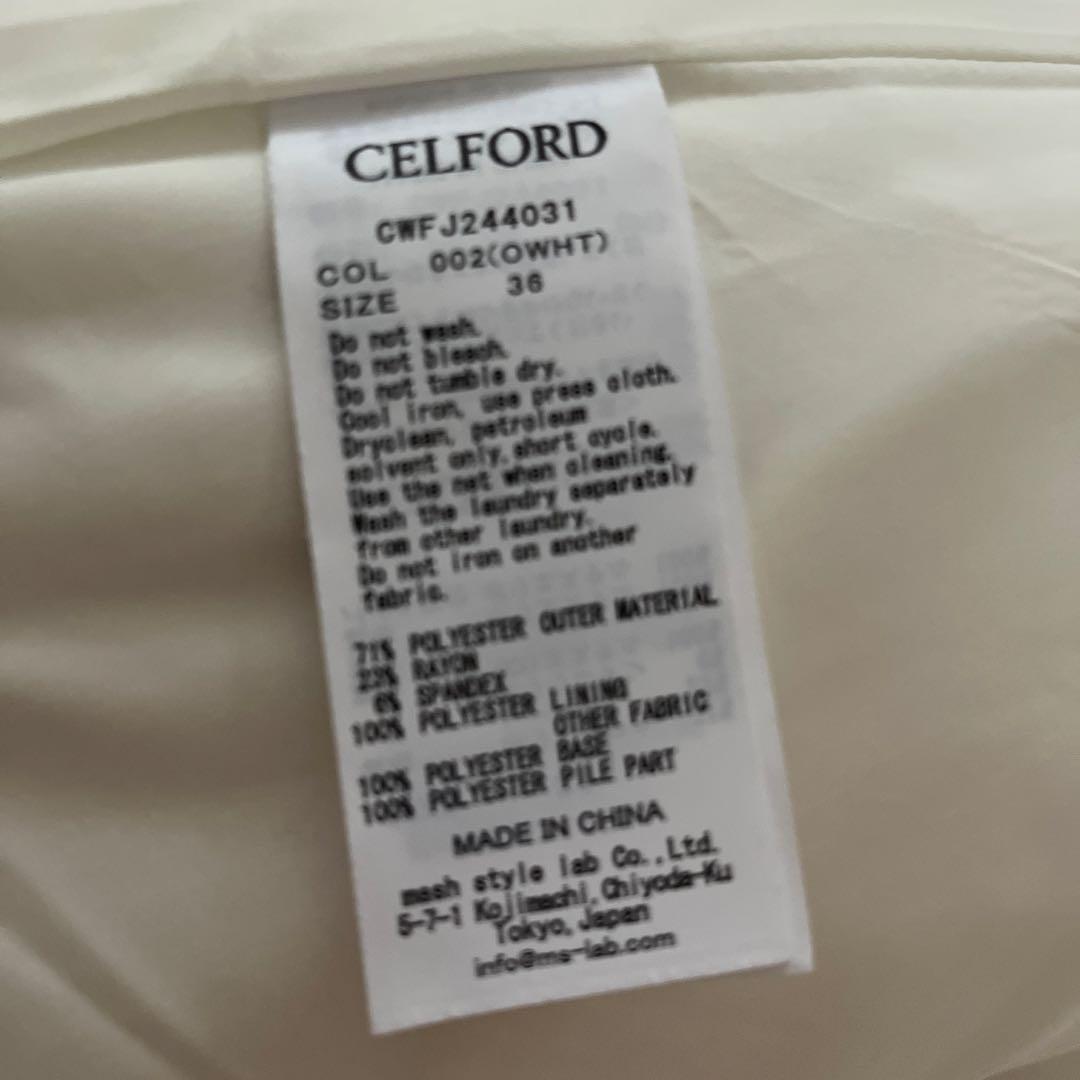 CELFORD
CWFJ244031
COL 002(OWHT)
SIZE 36
Do not wash.
Do not bleach.
Do not tumble dry.
Cool iron, use press cloth.
Dryclean, petroleum
solvent only, short cycle.
Use the net when cleaning.
Wash the laundry separately
from other laundry.
Do not iron on another
fabric.
71% POLYESTER OUTER MATERIAL
23% RAYON
6% SPANDEX
100% POLYESTER LINING
OTHER FABRIC
100% POLYESTER BASE
100% POLYESTER PILE PART
MADE IN CHINA
mash style lab Co.,Ltd.
5-7-1 Kojimachi,Chiyoda-Ku
Tokyo,Japan
info@ms-lab.com